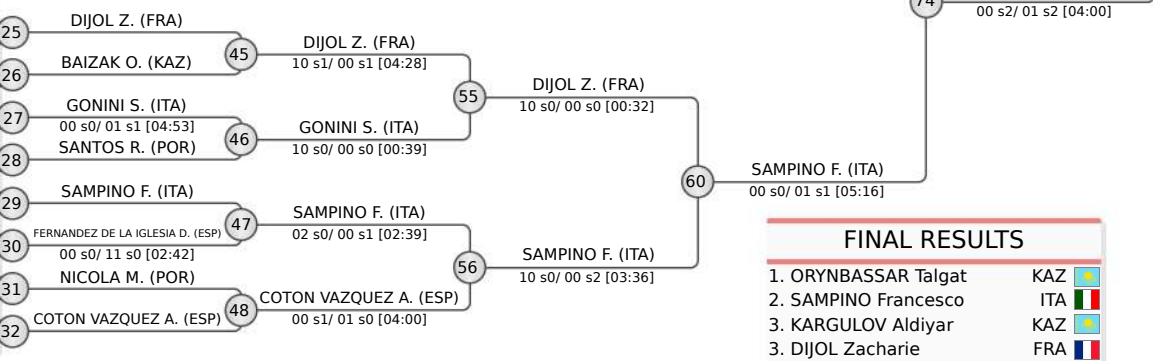 74
00 s2/ 01 s2 [04:00]
25
DIJOL Z. (FRA)
45
DIJOL Z. (FRA)
10 s1/ 00 s1 [04:28]
26
BAIZAK O. (KAZ)
55
DIJOL Z. (FRA)
10 s0/ 00 s0 [00:32]
27
GONINI S. (ITA)
00 s0/ 01 s1 [04:53]
46
GONINI S. (ITA)
10 s0/ 00 s0 [00:39]
28
SANTOS R. (POR)
60
SAMPINO F. (ITA)
00 s0/ 01 s1 [05:16]
29
SAMPINO F. (ITA)
47
SAMPINO F. (ITA)
02 s0/ 00 s1 [02:39]
30
FERNANDEZ DE LA IGLESIA D. (ESP)
00 s0/ 11 s0 [02:42]
56
SAMPINO F. (ITA)
10 s0/ 00 s2 [03:36]
31
NICOLA M. (POR)
48
COTON VAZQUEZ A. (ESP)
00 s1/ 01 s0 [04:00]
32
COTON VAZQUEZ A. (ESP)
FINAL RESULTS
1. ORYNBASSAR Talgat KAZ
2. SAMPINO Francesco ITA
3. KARGULOV Aldiyar KAZ
3. DIJOL Zacharie FRA